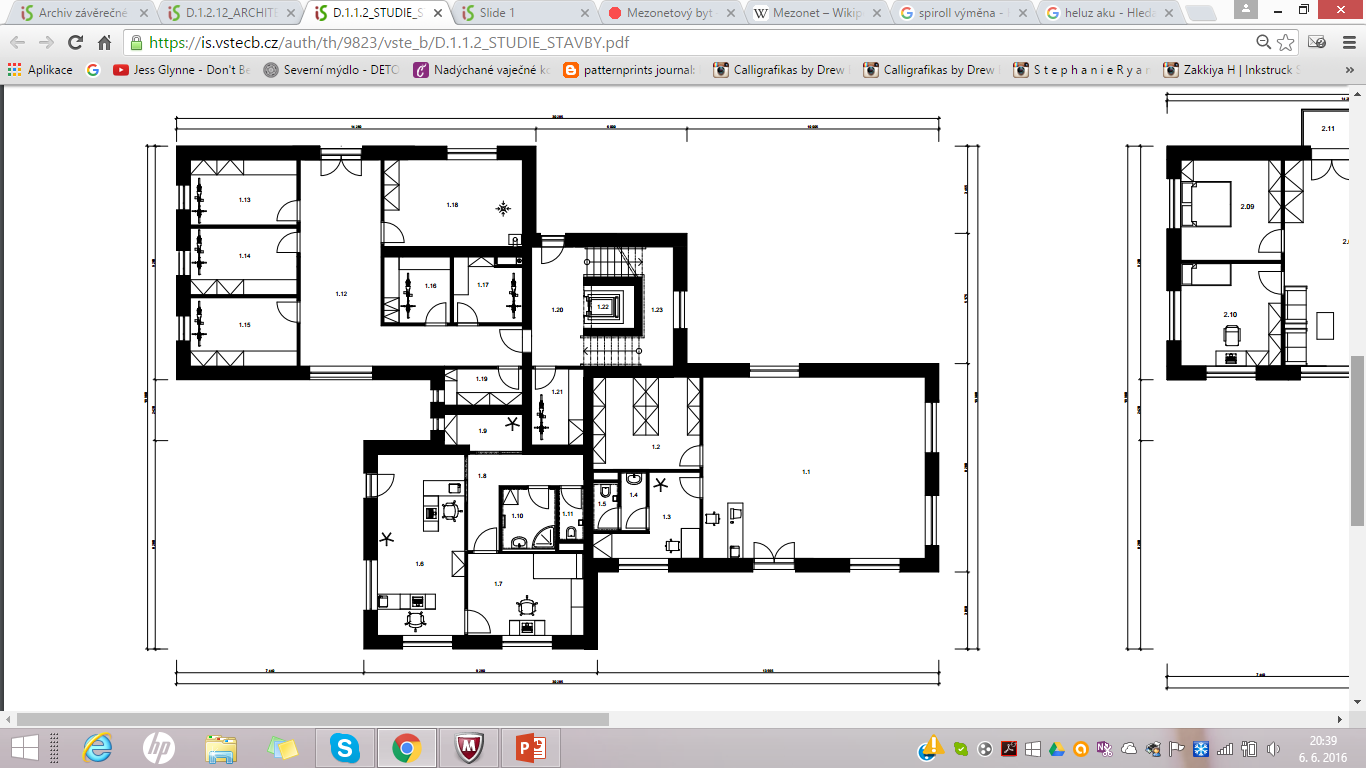 Archiv závěrečné
D.1.2.12_ARCHITE
D.1.1.2_STUDIE_S
Slide 1
Mezonetový byt
Mezonet – Wikip
spiroll výměna -
heluz aku - Hled
https://is.vstecb.cz/auth/th/9823/vste_b/D.1.1.2_STUDIE_STAVBY.pdf
Aplikace
Jess Glynne - Don't Be
Severní mýdlo - DETO
Nadýchané vaječné k
patternprints journal:
Calligrafikas by Drew
Calligrafikas by Drew
S t e p h a n i e R y a
Zakkiya H | Inkstruck
»
2.11
1.13
1.18
2.09
1.14
1.12
1.16
1.17
1.20
1.22
1.23
1.15
2.10
1.19
1.21
1.9
1.2
1.8
1.1
1.5
1.4
1.3
1.10
1.11
1.6
1.7
20:39
6. 6. 2016